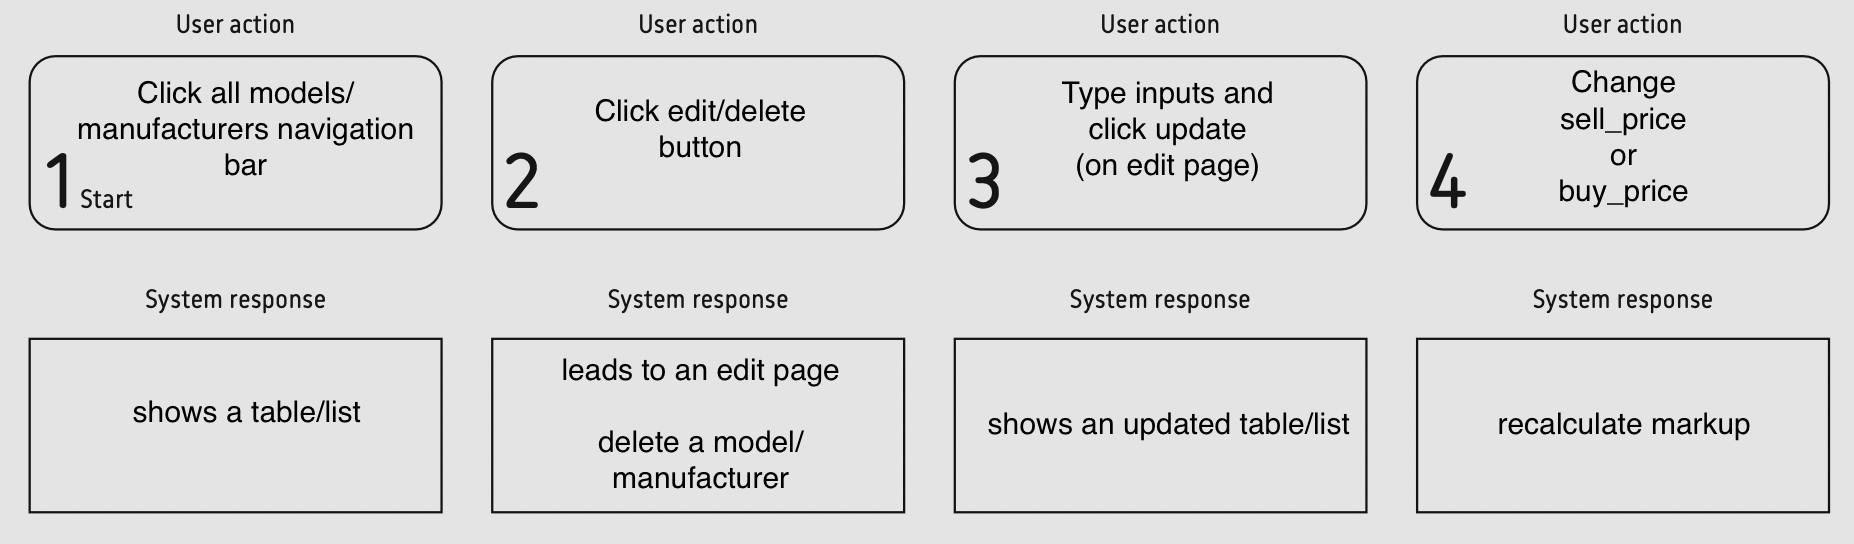 User action
User action
User action
User action
Click all models/
manufacturers navigation
bar
1 Start
Click edit/delete
button
2
Type inputs and
click update
(on edit page)
3
Change
sell_price
or
buy_price
4
System response
System response
System response
System response
shows a table/list
leads to an edit page
delete a model/
manufacturer
shows an updated table/list
recalculate markup